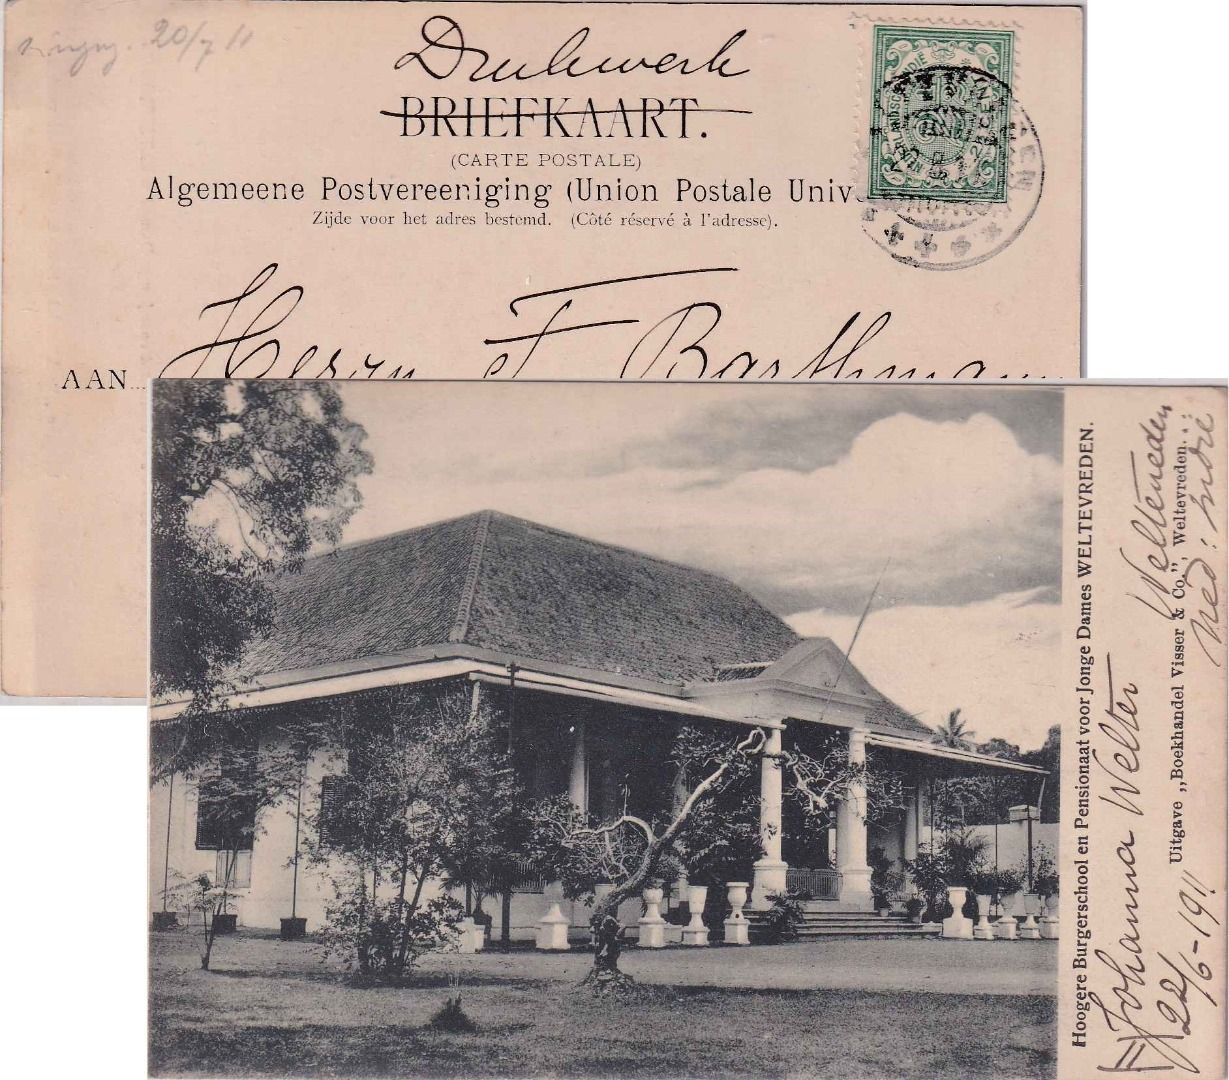 20/7 11
Drukwerk
BRIEFKAART.
(CARTE POSTALE)
Algemeene Postvereeniging (Union Postale Univ
Zijde voor het adres bestemd. (Côté réservé à l'adresse).
AAN
Herrn F Barthmann
Hoogere Burgerschool en Pensionaat voor Jonge Dames WELTEVREDEN.
Johanna Welter Weltevreden
22/6-1911 Ned: Indië
Uitgave „Boekhandel Visser & Co.", Weltevreden.